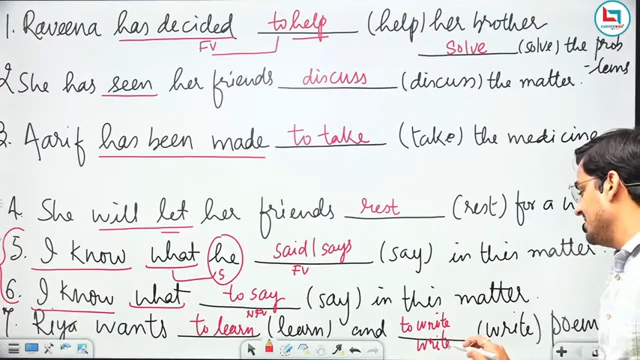 1. Raveena has decided to help (help) her brother
FV
solve (solve) the prob
-lems
2. She has seen her friends discuss (discuss) the matter.
3. Aarif has been made to take (take) the medicine
4. She will let her friends rest (rest) for a
5. I know what he said/says (say) in this matter.
S FV
6. I know what to say (say) in this matter.
NFV
7. Riya wants to learn (learn) and to write (write) poem
write